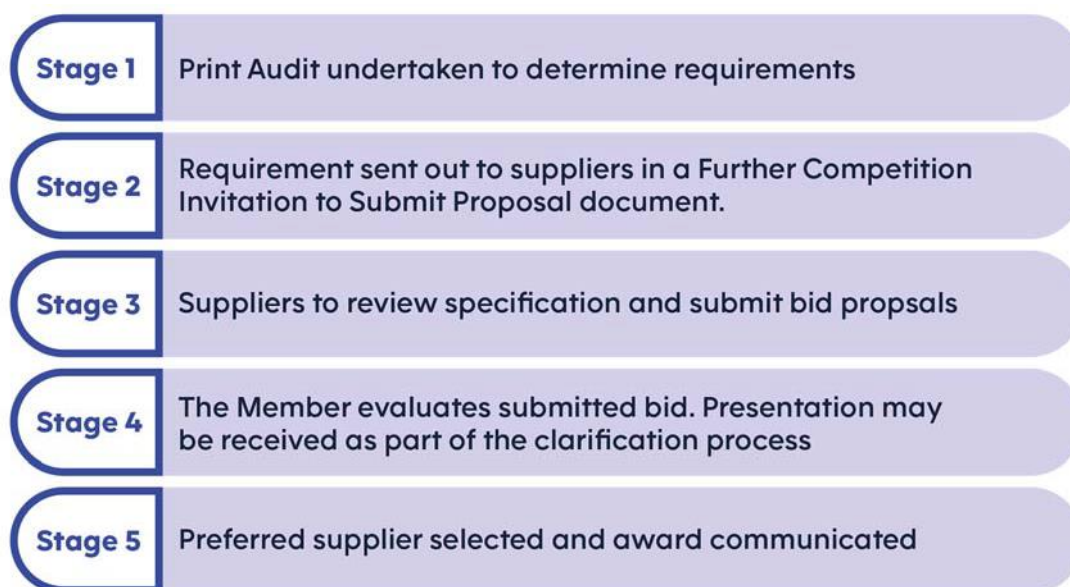 Stage 1
Print Audit undertaken to determine requirements
Stage 2
Requirement sent out to suppliers in a Further Competition
Invitation to Submit Proposal document.
Stage 3
Suppliers to review specification and submit bid propsals
Stage 4
The Member evaluates submitted bid. Presentation may
be received as part of the clarification process
Stage 5
Preferred supplier selected and award communicated